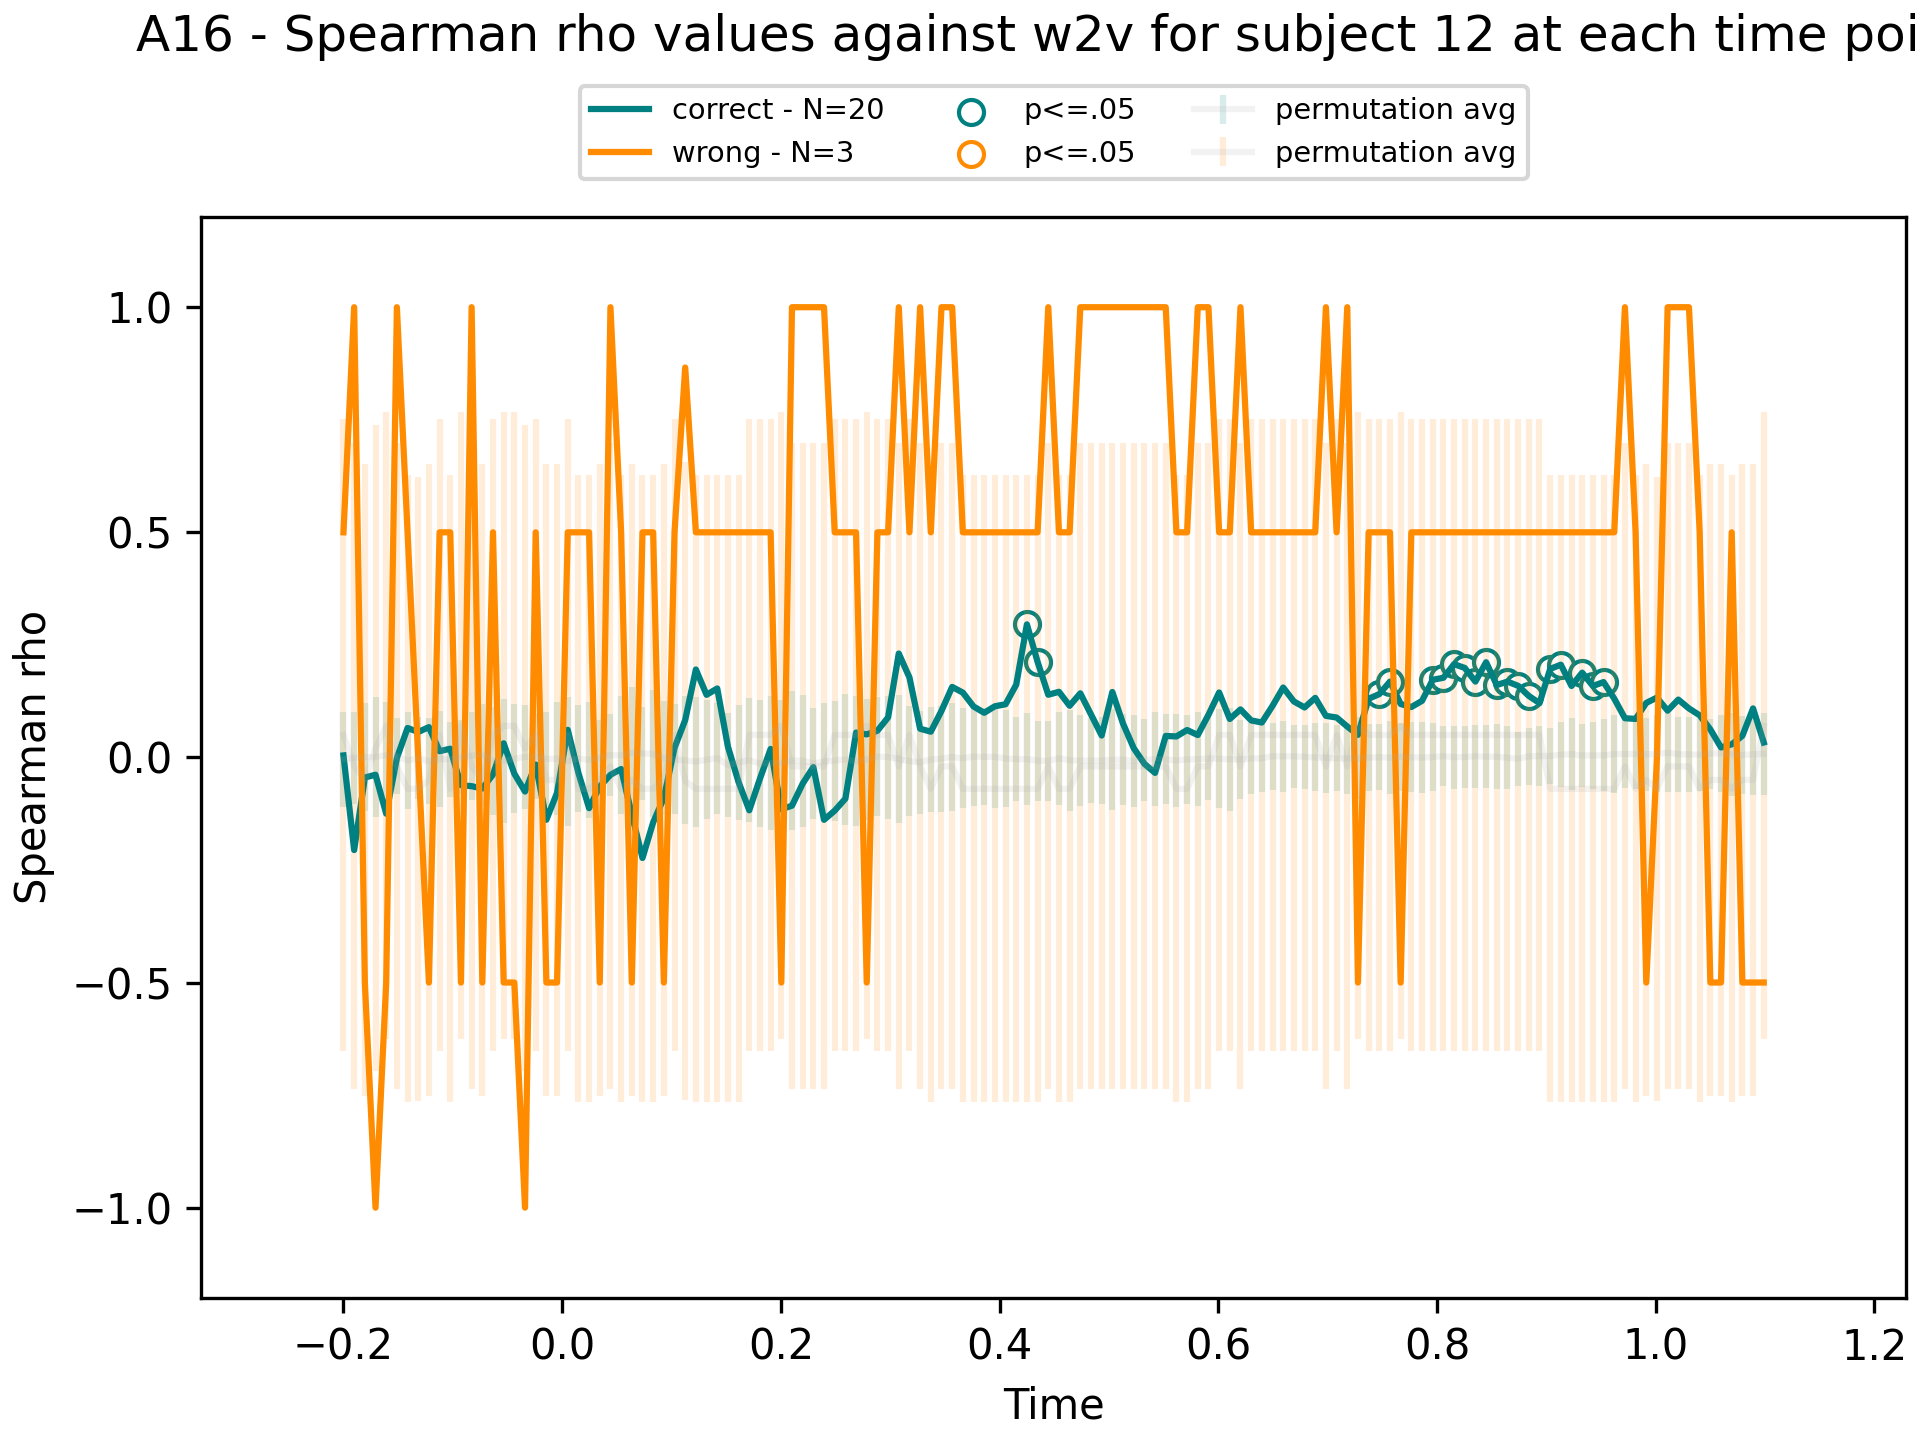 A16 - Spearman rho values against w2v for subject 12 at each time poi
correct - N=20
wrong - N=3
p<=.05
p<=.05
permutation avg
permutation avg
1.0
0.5
0.0
−0.5
−1.0
Spearman rho
−0.2 0.0 0.2 0.4 0.6 0.8 1.0 1.2
Time